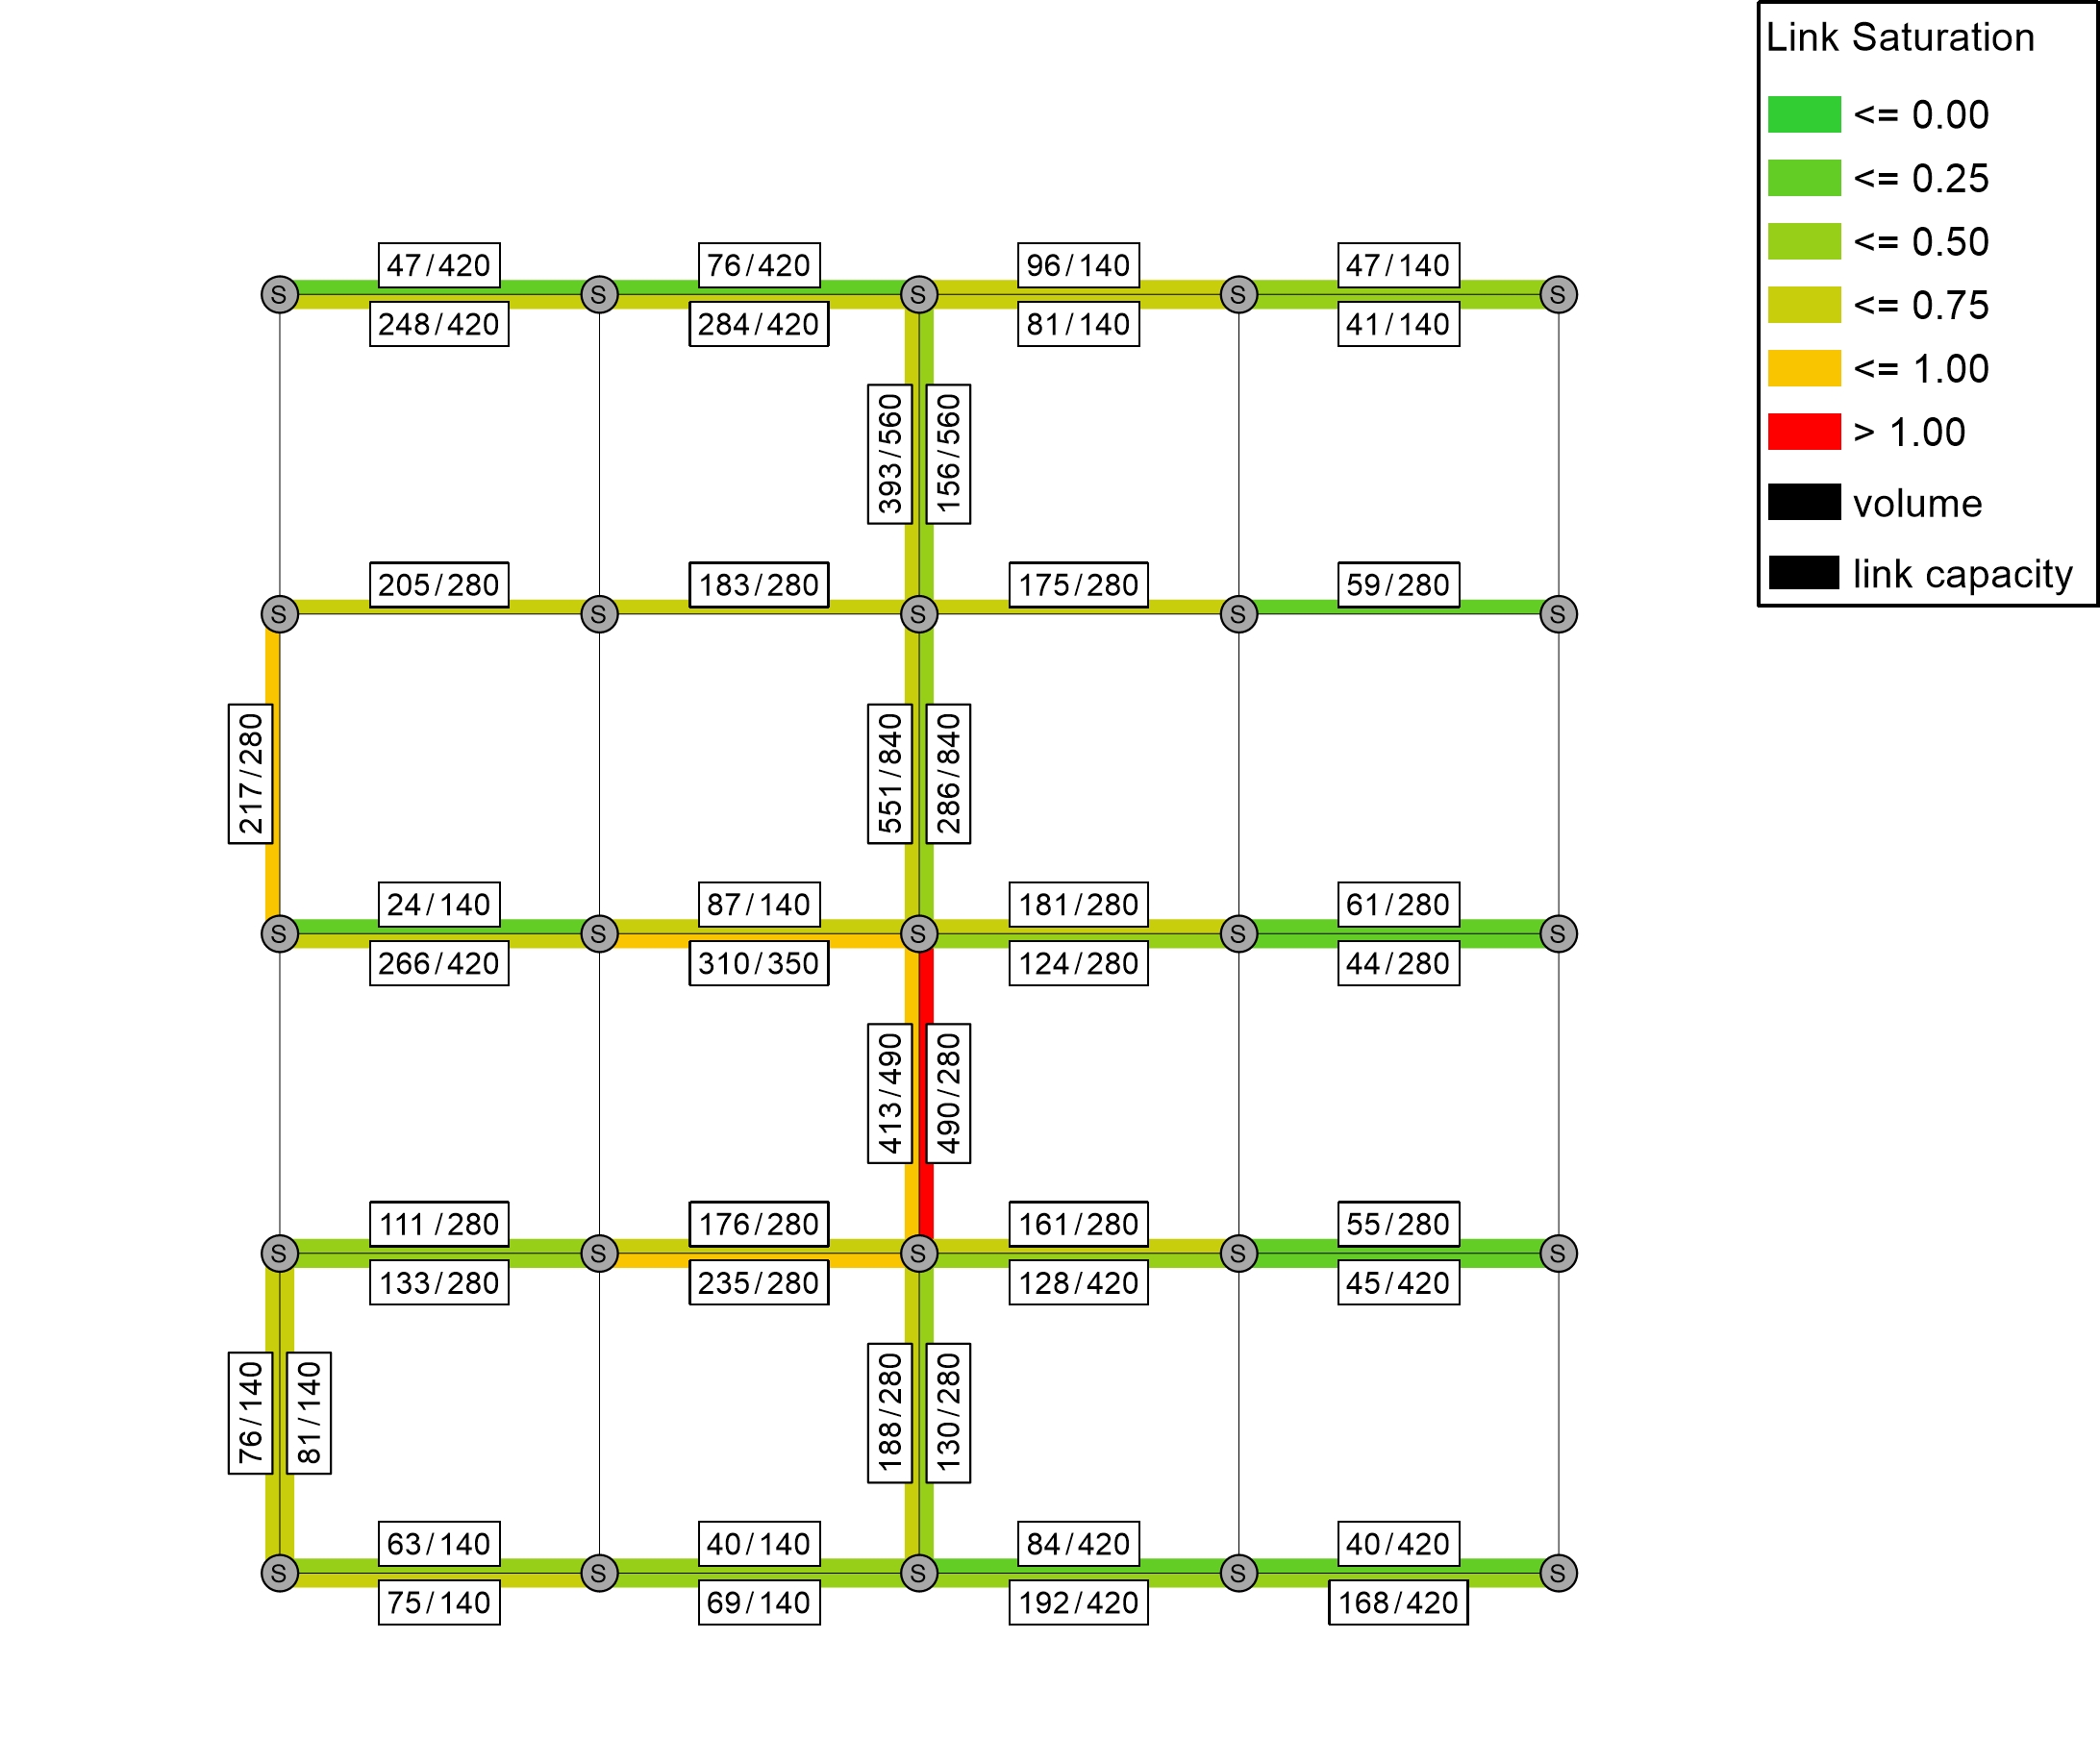 Link Saturation
<= 0.00
<= 0.25
<= 0.50
<= 0.75
<= 1.00
> 1.00
volume
link capacity
47/420
76/420
96/140
47/140
S
S
S
S
S
248/420
284/420
81/140
41/140
393/560
156/560
205/280
183/280
175/280
59/280
S
S
S
S
S
217/280
551/840
286/840
24/140
87/140
181/280
61/280
S
S
S
S
S
266/420
310/350
124/280
44/280
413/490
490/280
111/280
176/280
161/280
55/280
S
S
S
S
S
133/280
235/280
128/420
45/420
76/140
81/140
188/280
130/280
63/140
40/140
84/420
40/420
S
S
S
S
S
75/140
69/140
192/420
168/420